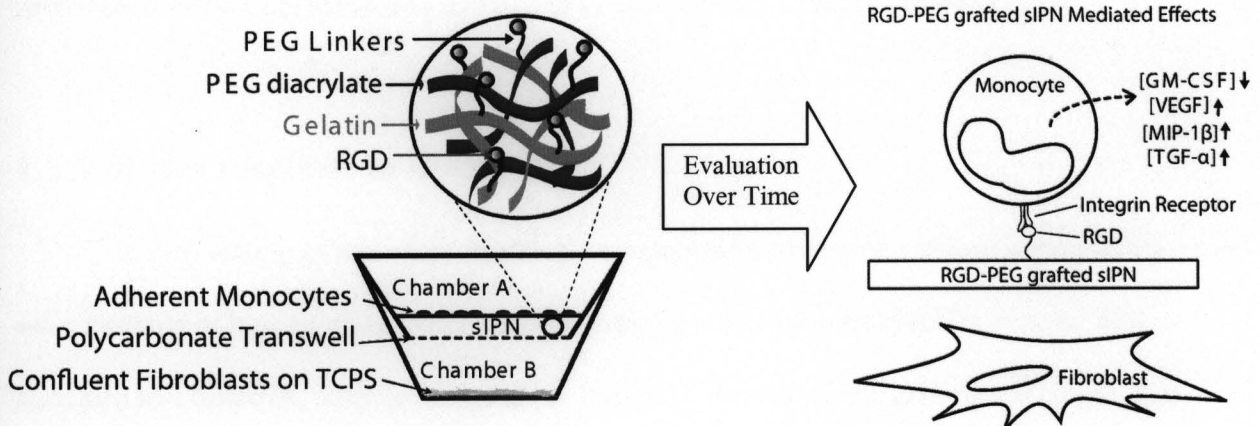 PEG Linkers
PEG diacrylate
Gelatin
RGD
Adherent Monocytes
Polycarbonate Transwell
Confluent Fibroblasts on TCPS
Chamber A
sIPN
Chamber B
Evaluation
Over Time
RGD-PEG grafted sIPN Mediated Effects
Monocyte
[GM-CSF]↓
[VEGF]↑
[MIP-1β]↑
[TGF-α]↑
Integrin Receptor
RGD
RGD-PEG grafted sIPN
Fibroblast